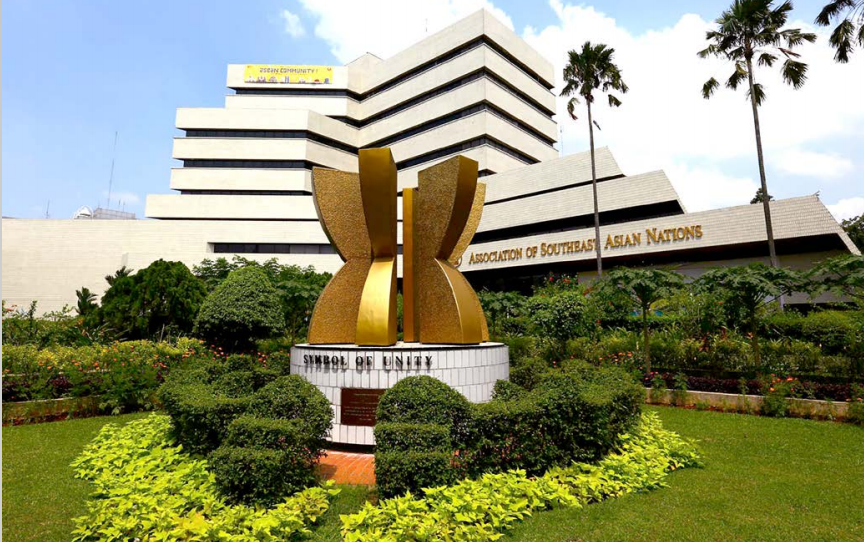 ASEAN COMMUNITY
ASSOCIATION OF SOUTHEAST ASIAN NATIONS
SYMBOL OF UNITY